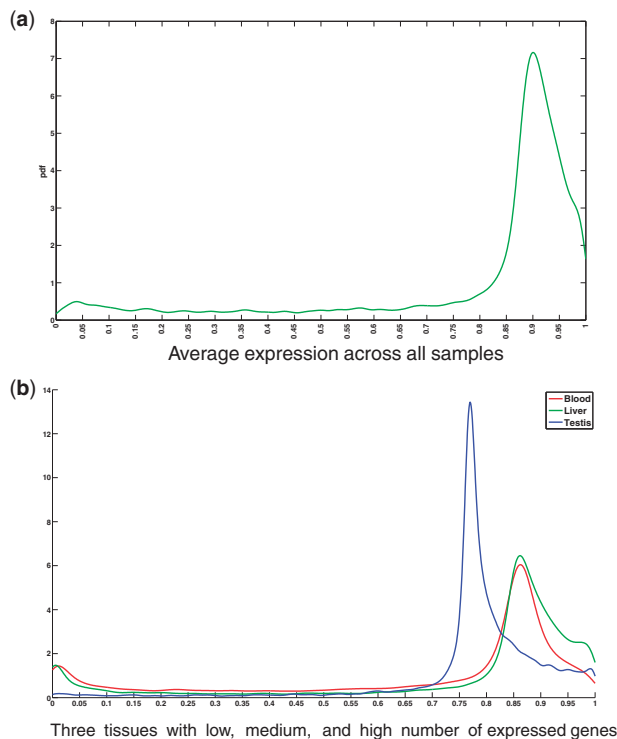 (a)
8
7
6
5
4
3
2
1
0
pdf
0 0.05 0.1 0.15 0.2 0.25 0.3 0.35 0.4 0.45 0.5 0.55 0.6 0.65 0.7 0.75 0.8 0.85 0.9 0.95 1
Average expression across all samples
(b)
14
12
10
8
6
4
2
0
Blood
Liver
Testis
0 0.05 0.1 0.15 0.2 0.25 0.3 0.35 0.4 0.45 0.5 0.55 0.6 0.65 0.7 0.75 0.8 0.85 0.9 0.95 1
Three tissues with low, medium, and high number of expressed genes